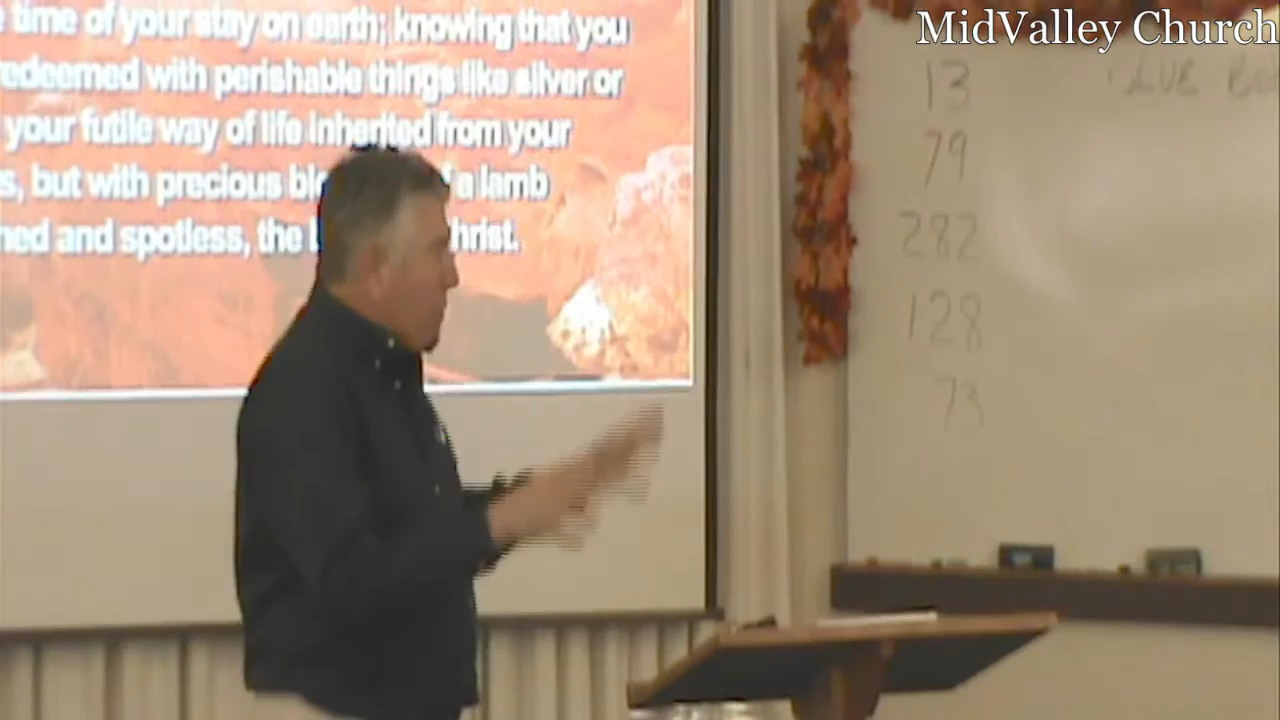 MidValley Church
time of your stay on earth; knowing that you
redeemed with perishable things like silver or
your futile way of life inherited from your
s, but with precious blo f a lamb
hed and spotless, the hrist.
13
79
282
128
73